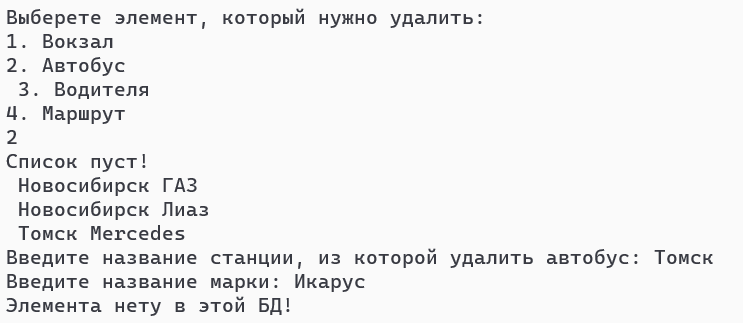 Выберете элемент, который нужно удалить:
1. Вокзал
2. Автобус
3. Водителя
4. Маршрут
2
Список пуст!
Новосибирск ГАЗ
Новосибирск Лиаз
Томск Mercedes
Введите название станции, из которой удалить автобус: Томск
Введите название марки: Икарус
Элемента нету в этой БД!